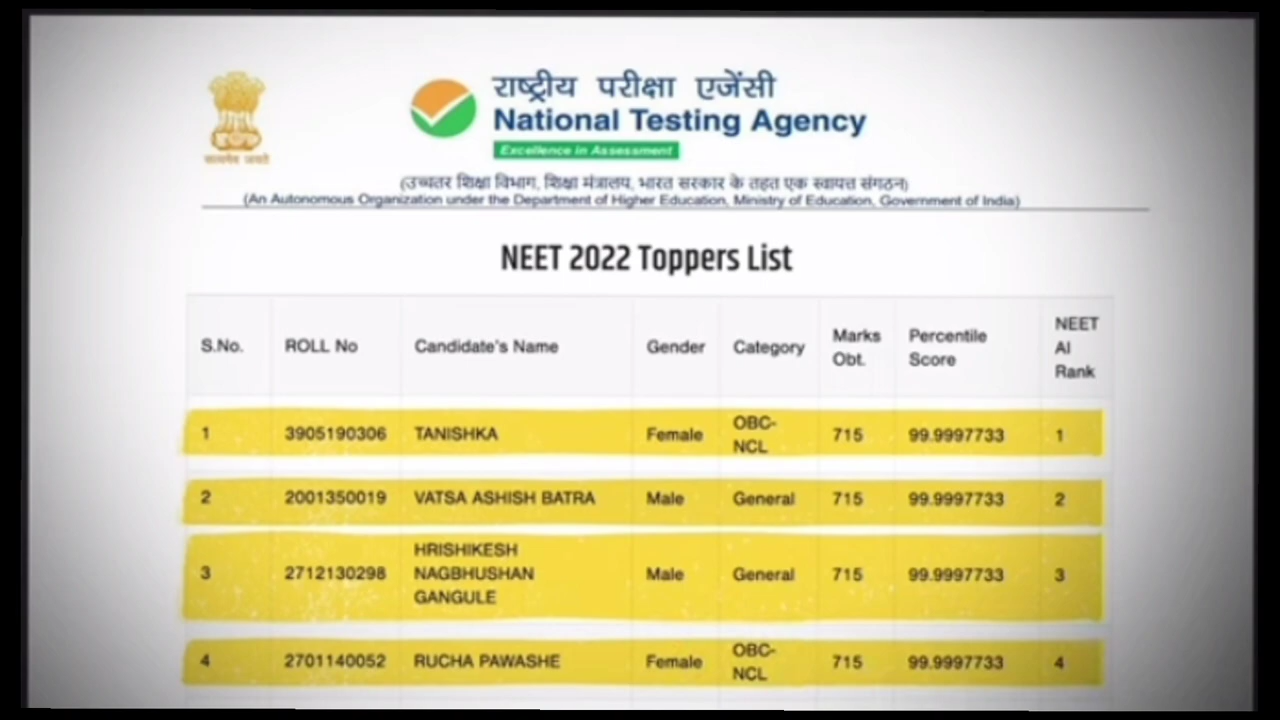 राष्ट्रीय परीक्षा एजेंसी
National Testing Agency
Excellence in Assessment
सत्यमेव जयते
(उच्चतर शिक्षा विभाग, शिक्षा मंत्रालय, भारत सरकार के तहत एक स्वायत्त संगठन)
(An Autonomous Organization under the Department of Higher Education, Ministry of Education, Government of India)
NEET 2022 Toppers List
S.No. ROLL No Candidate's Name Gender Category Marks Obt. Percentile Score NEET AI Rank
1 3905190306 TANISHKA Female OBC-NCL 715 99.9997733 1
2 2001350019 VATSA ASHISH BATRA Male General 715 99.9997733 2
3 2712130298 HRISHIKESH NAGBHUSHAN GANGULE Male General 715 99.9997733 3
4 2701140052 RUCHA PAWASHE Female OBC-NCL 715 99.9997733 4